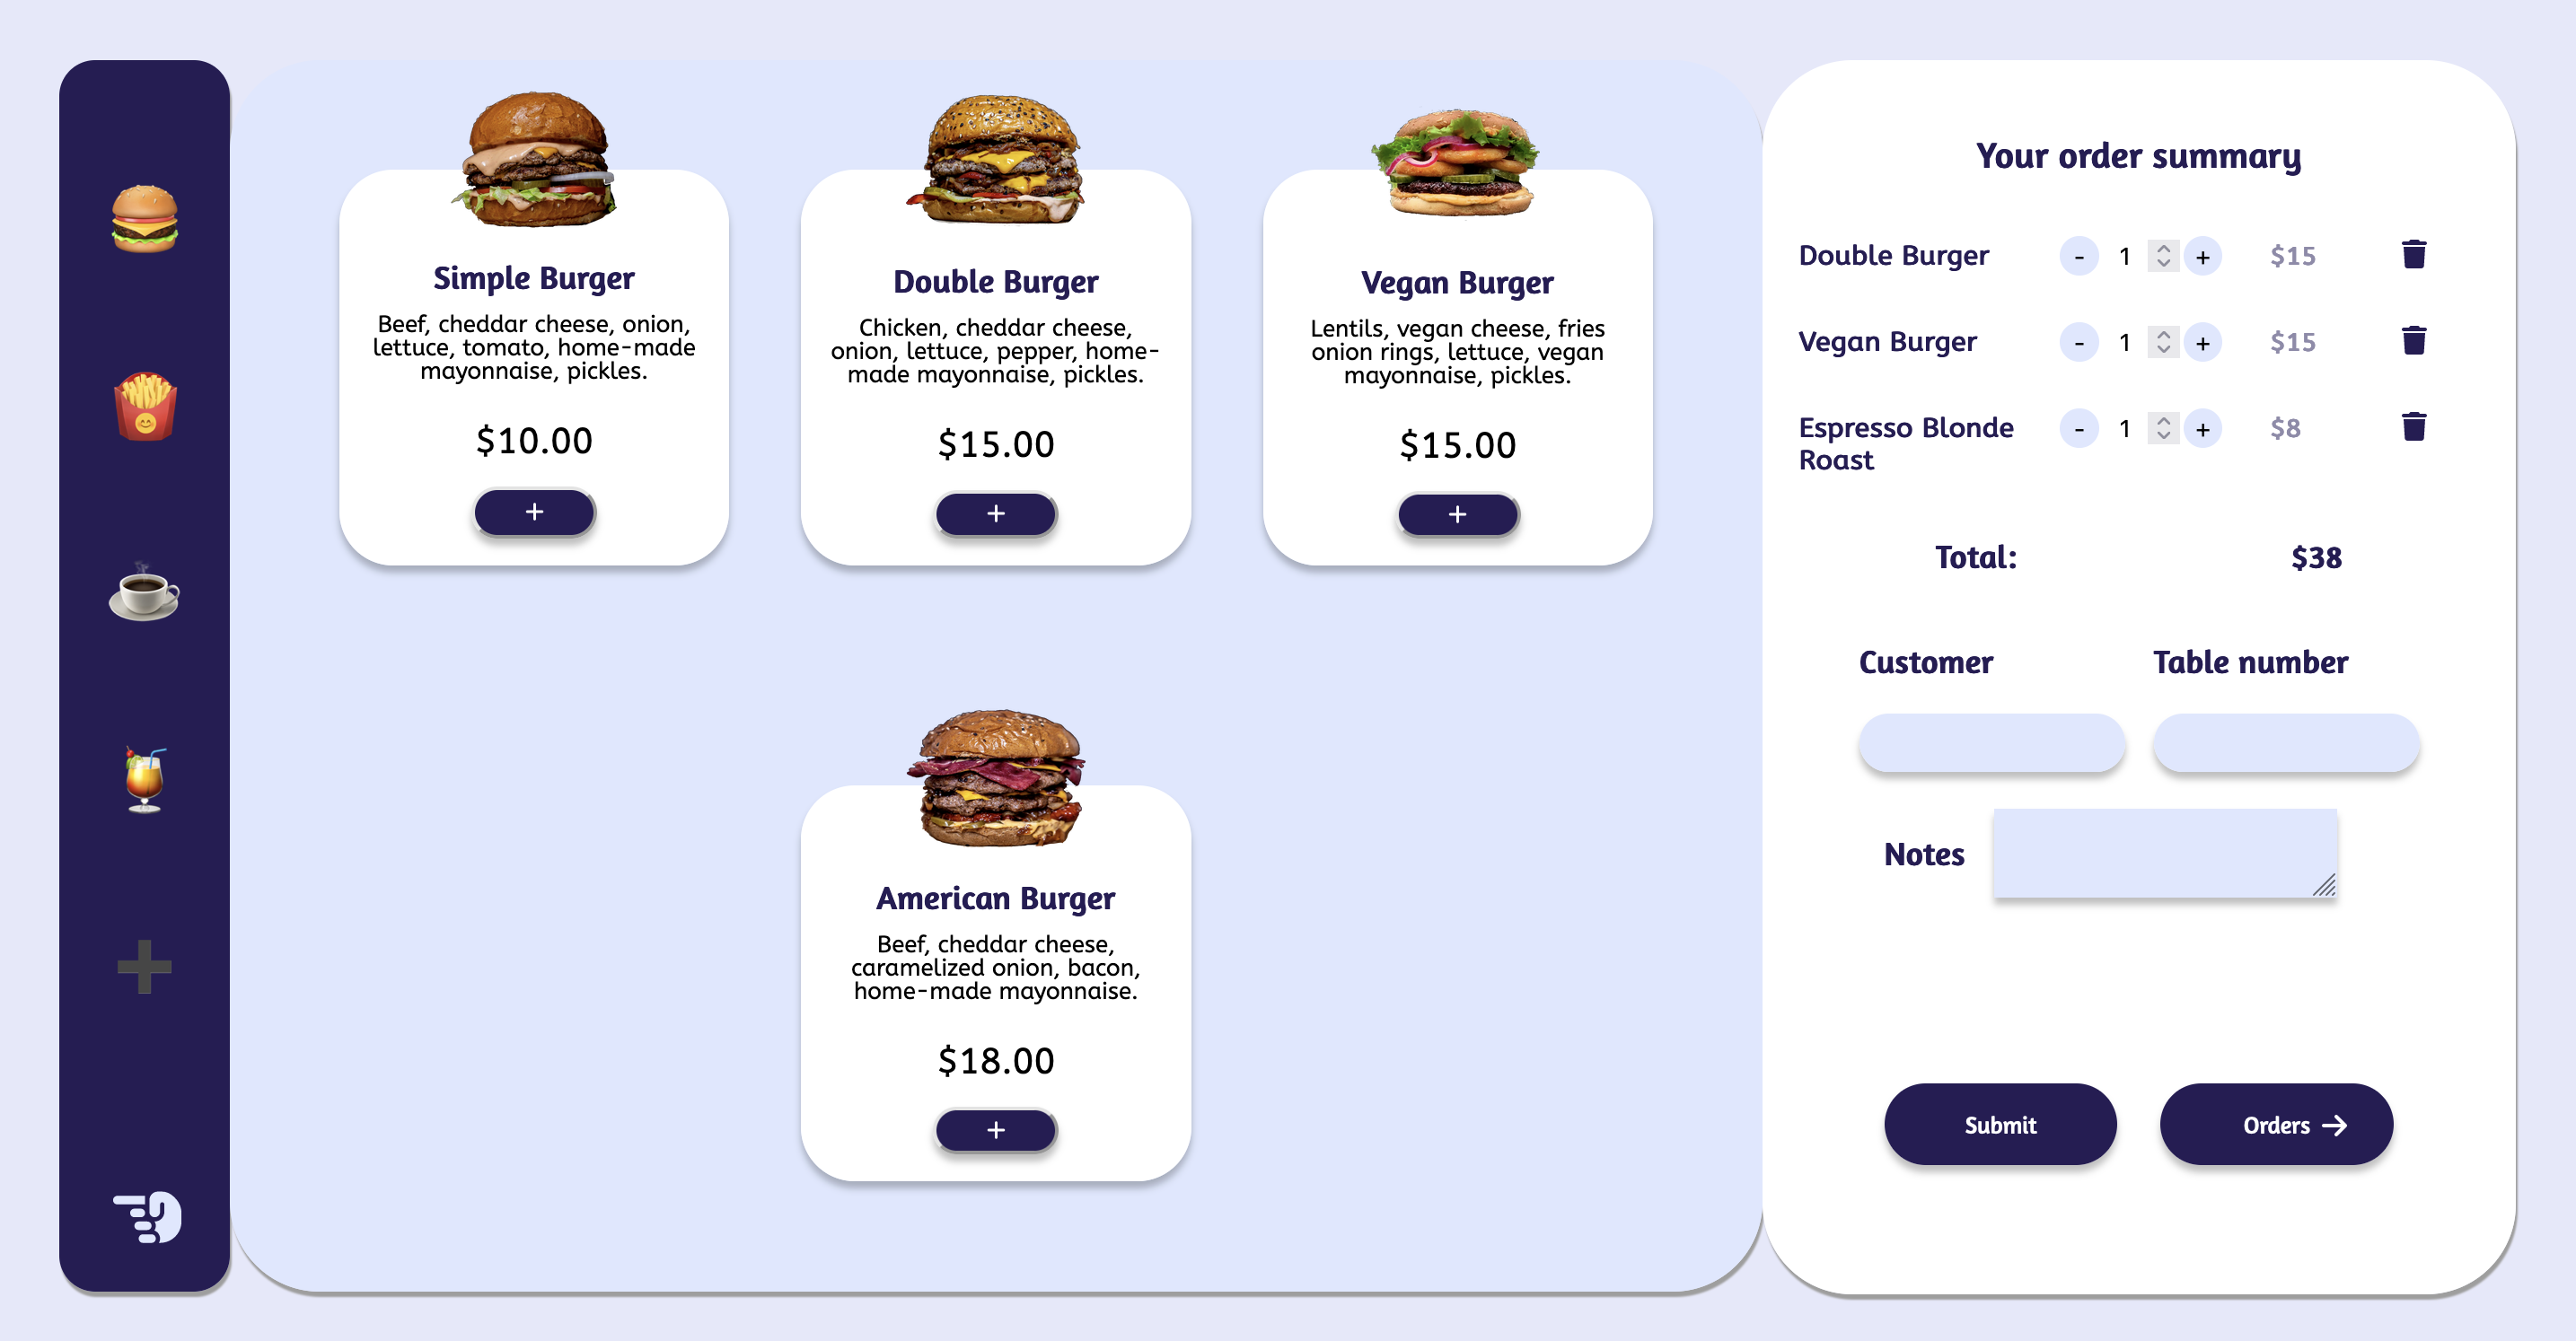 Simple Burger
Beef, cheddar cheese, onion,
lettuce, tomato, home-made
mayonnaise, pickles.
$10.00
+
Double Burger
Chicken, cheddar cheese,
onion, lettuce, pepper, home-
made mayonnaise, pickles.
$15.00
+
Vegan Burger
Lentils, vegan cheese, fries
onion rings, lettuce, vegan
mayonnaise, pickles.
$15.00
+
American Burger
Beef, cheddar cheese,
caramelized onion, bacon,
home-made mayonnaise.
$18.00
+
Your order summary
Double Burger - 1 + $15
Vegan Burger - 1 + $15
Espresso Blonde - 1 + $8
Roast
Total: $38
Customer Table number
Notes
Submit Orders →